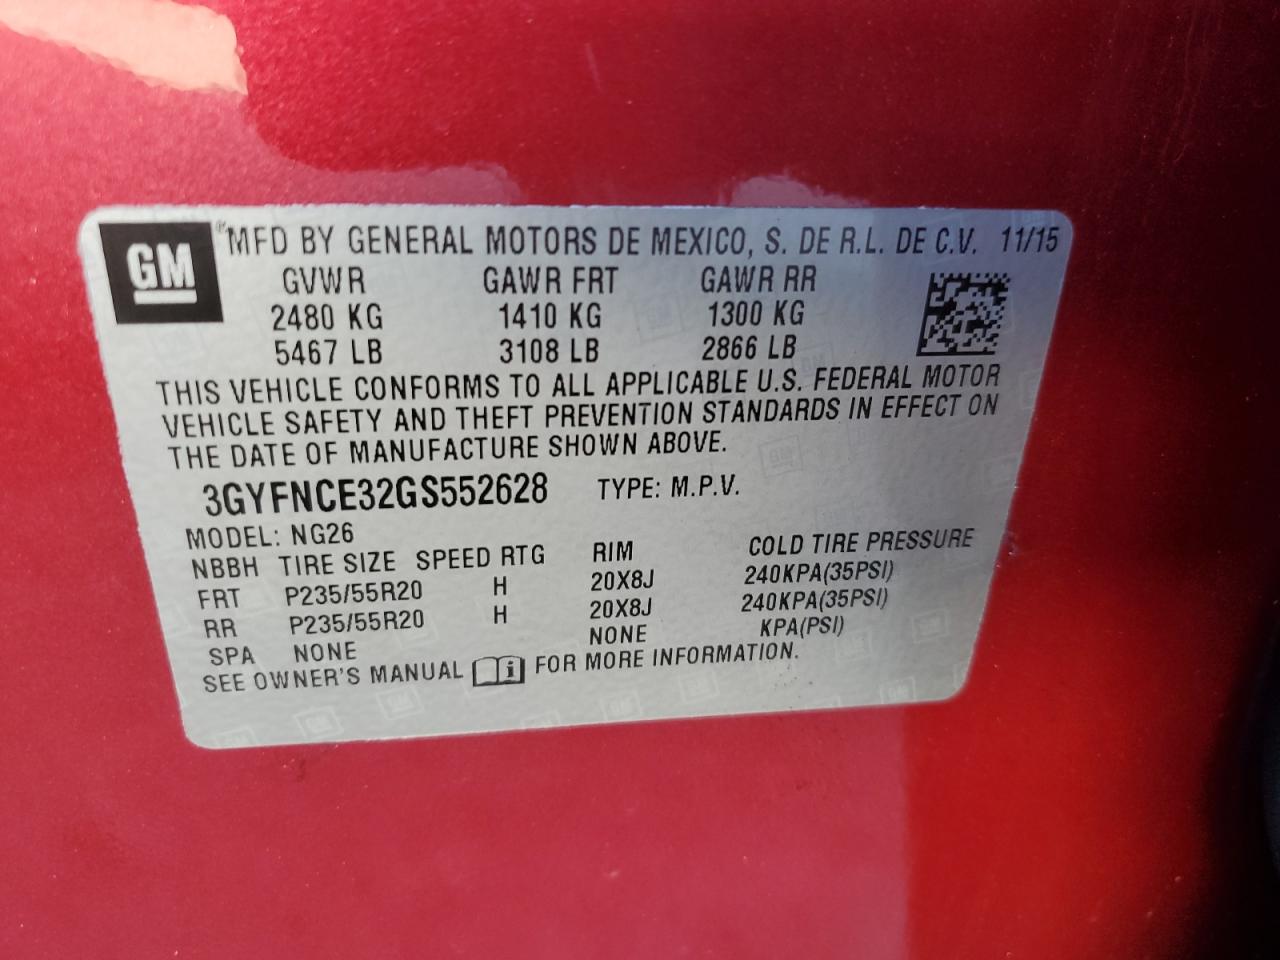 GM ® MFD BY GENERAL MOTORS DE MEXICO, S. DE R.L. DE C.V. 11/15
GVWR GAWR FRT GAWR RR
2480 KG 1410 KG 1300 KG
5467 LB 3108 LB 2866 LB
THIS VEHICLE CONFORMS TO ALL APPLICABLE U.S. FEDERAL MOTOR
VEHICLE SAFETY AND THEFT PREVENTION STANDARDS IN EFFECT ON
THE DATE OF MANUFACTURE SHOWN ABOVE.
3GYFNCE32GS552628 TYPE: M.P.V.
MODEL: NG26
NBBH TIRE SIZE SPEED RTG RIM COLD TIRE PRESSURE
FRT P235/55R20 H 20X8J 240KPA(35PSI)
RR P235/55R20 H 20X8J 240KPA(35PSI)
SPA NONE NONE KPA(PSI)
SEE OWNER'S MANUAL i FOR MORE INFORMATION.